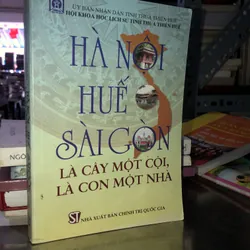 ỦY BAN NHÂN DÂN TỈNH THỪA THIÊN HUẾ
HỘI KHOA HỌC LỊCH SỬ TỈNH THỪA THIÊN HUẾ
HÀ NỘI
HUẾ
SÀI GÒN
LÀ CÂY MỘT CỘI,
LÀ CON MỘT NHÀ
ST NHÀ XUẤT BẢN CHÍNH TRỊ QUỐC GIA